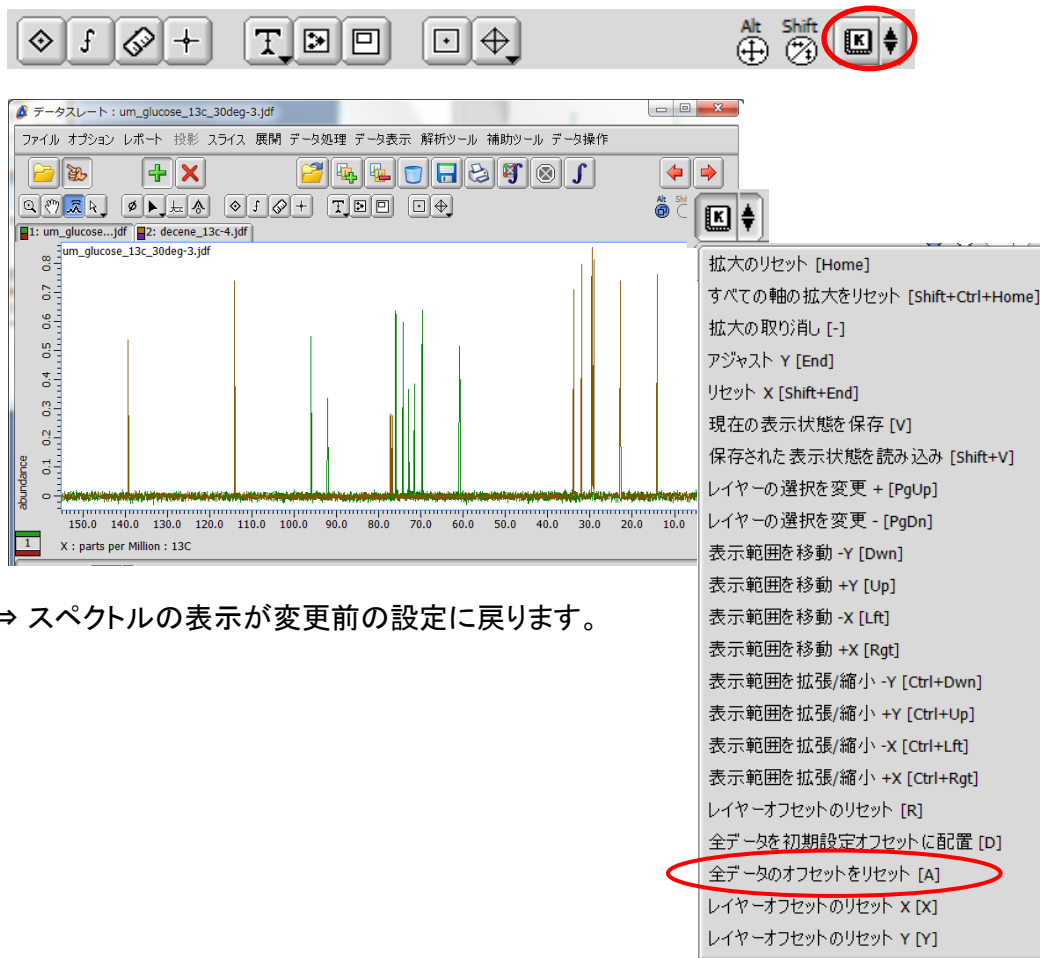 Alt Shift
K
データスレート : um_glucose_13c_30deg-3.jdf
ファイル オプション レポート 投影 スライス 展開 データ処理 データ表示 解析ツール 補助ツール データ操作
1: um_glucose...jdf 2: decene_13c-4.jdf
um_glucose_13c_30deg-3.jdf
0.8
0.7
0.6
0.5
0.4
0.3
0.2
0.1
0
abundance
150.0 140.0 130.0 120.0 110.0 100.0 90.0 80.0 70.0 60.0 50.0 40.0 30.0 20.0 10.0
1
X : parts per Million : 13C
Alt
K
拡大のリセット [Home]
すべての軸の拡大をリセット [Shift+Ctrl+Home]
拡大の取り消し [-]
アジャスト Y [End]
リセット X [Shift+End]
現在の表示状態を保存 [V]
保存された表示状態を読み込み [Shift+V]
レイヤーの選択を変更 + [PgUp]
レイヤーの選択を変更 - [PgDn]
表示範囲を移動 -Y [Dwn]
表示範囲を移動 +Y [Up]
表示範囲を移動 -X [Lft]
表示範囲を移動 +X [Rgt]
表示範囲を拡張/縮小 -Y [Ctrl+Dwn]
表示範囲を拡張/縮小 +Y [Ctrl+Up]
表示範囲を拡張/縮小 -X [Ctrl+Lft]
表示範囲を拡張/縮小 +X [Ctrl+Rgt]
レイヤーオフセットのリセット [R]
全データを初期設定オフセットに配置 [D]
全データのオフセットをリセット [A]
レイヤーオフセットのリセット X [X]
レイヤーオフセットのリセット Y [Y]
⇒ スペクトルの表示が変更前の設定に戻ります。